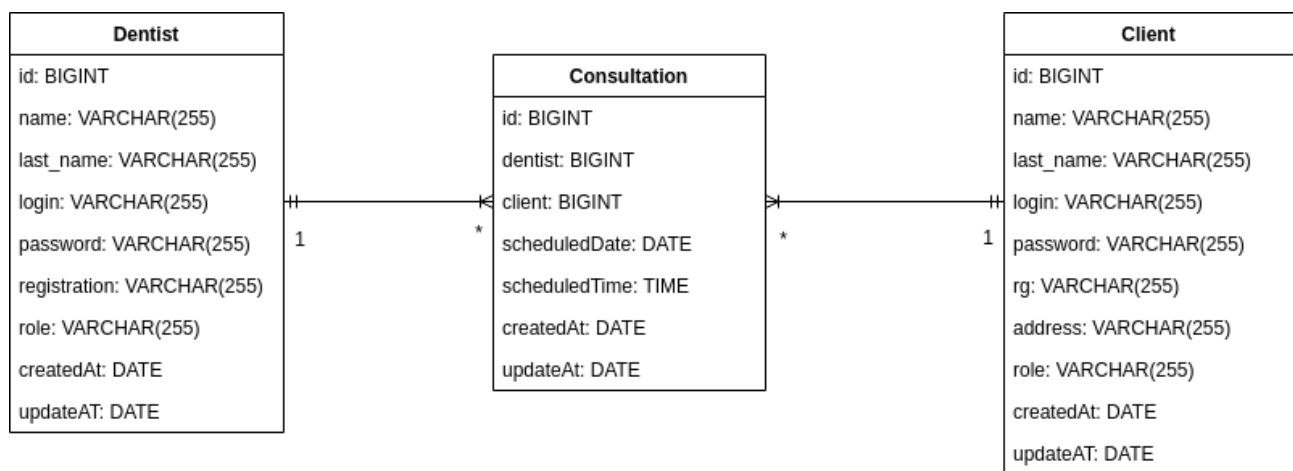 Dentist
id: BIGINT
name: VARCHAR(255)
last_name: VARCHAR(255)
login: VARCHAR(255)
password: VARCHAR(255)
registration: VARCHAR(255)
role: VARCHAR(255)
createdAt: DATE
updateAT: DATE
1
*
Consultation
id: BIGINT
dentist: BIGINT
client: BIGINT
scheduledDate: DATE
scheduledTime: TIME
createdAt: DATE
updateAt: DATE
*
1
Client
id: BIGINT
name: VARCHAR(255)
last_name: VARCHAR(255)
login: VARCHAR(255)
password: VARCHAR(255)
rg: VARCHAR(255)
address: VARCHAR(255)
role: VARCHAR(255)
createdAt: DATE
updateAT: DATE